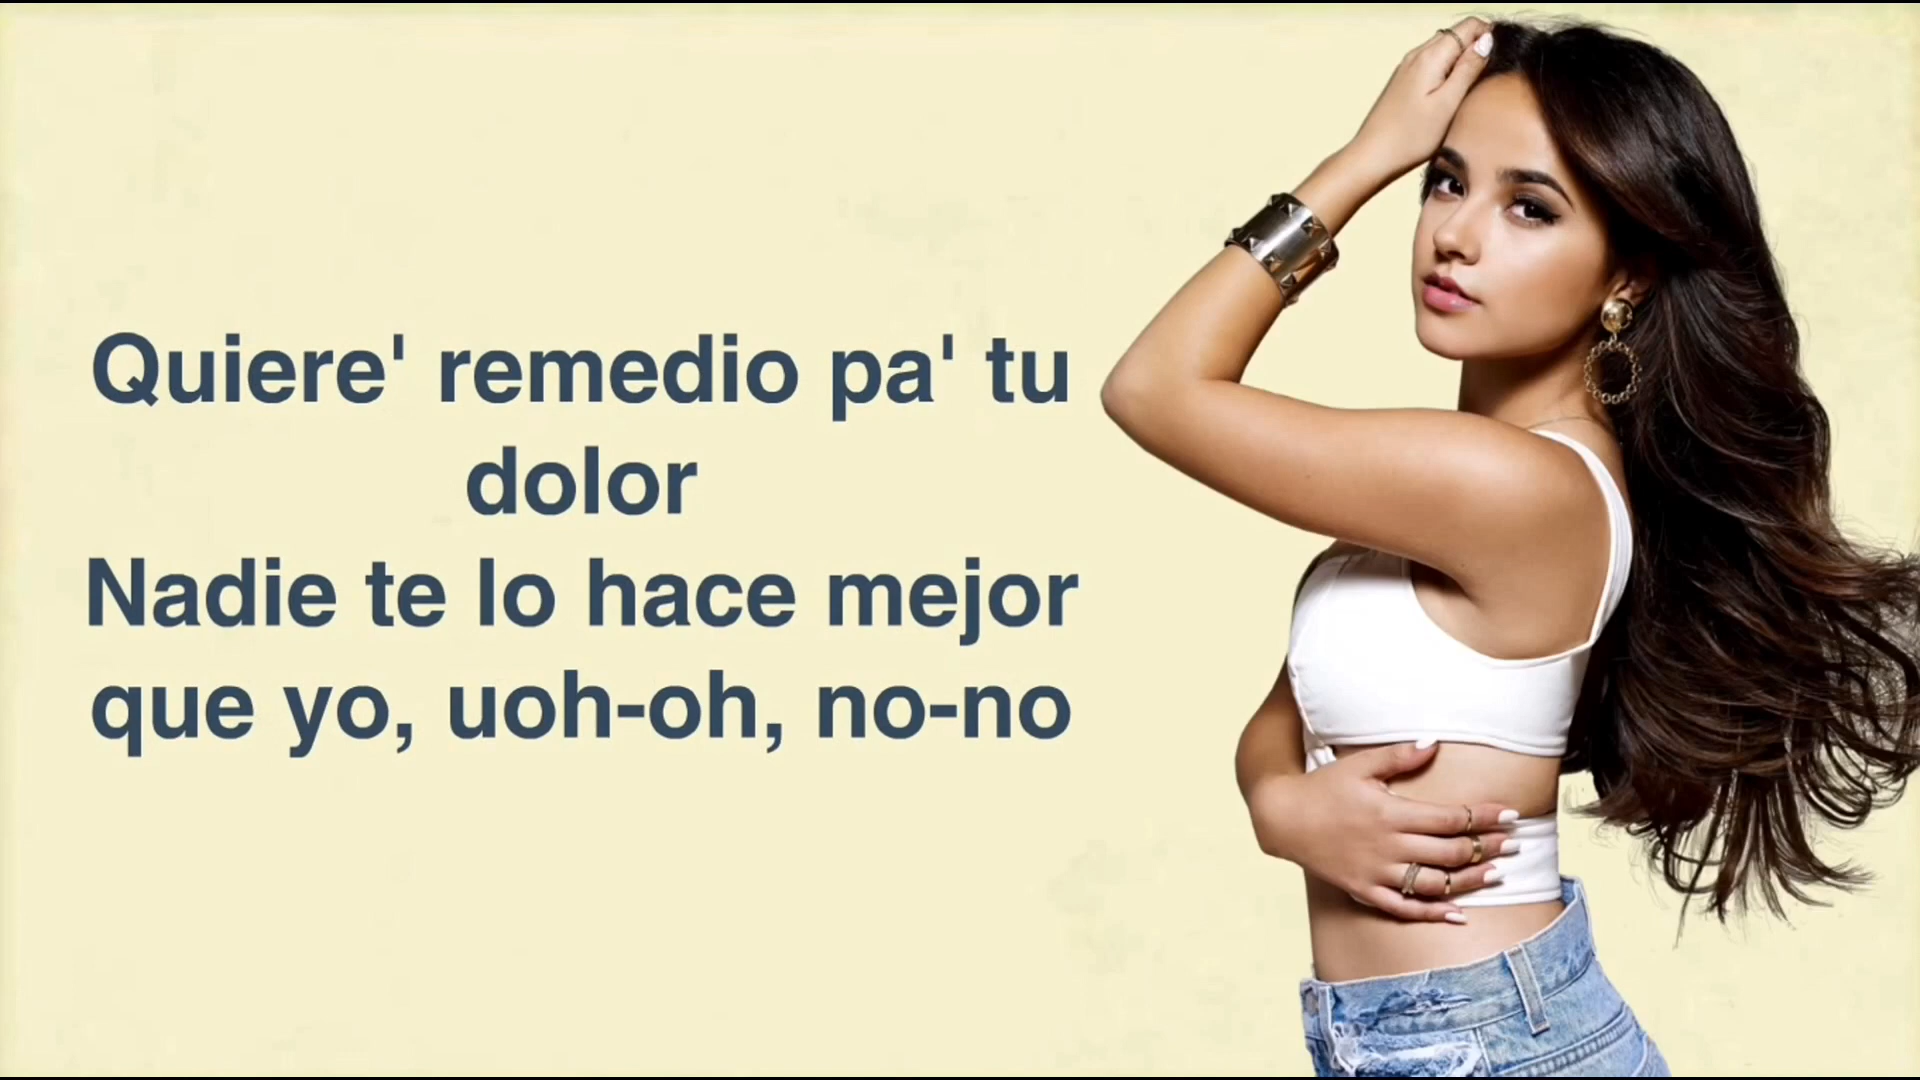 Quiere' remedio pa' tu
dolor
Nadie te lo hace mejor
que yo, uoh-oh, no-no